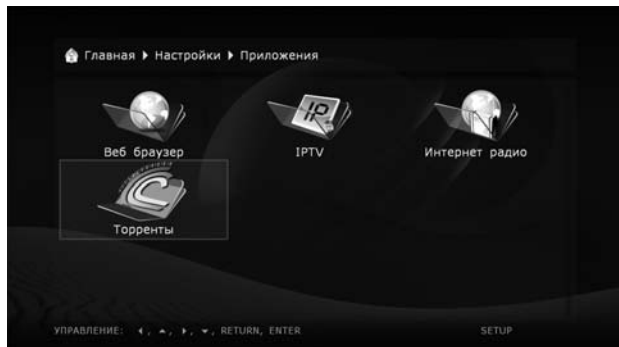 Главная ▶ Настройки ▶ Приложения
Веб браузер
IPTV
Интернет радио
Торренты
УПРАВЛЕНИЕ: ◀, ▲, ▶, ▼, RETURN, ENTER
SETUP